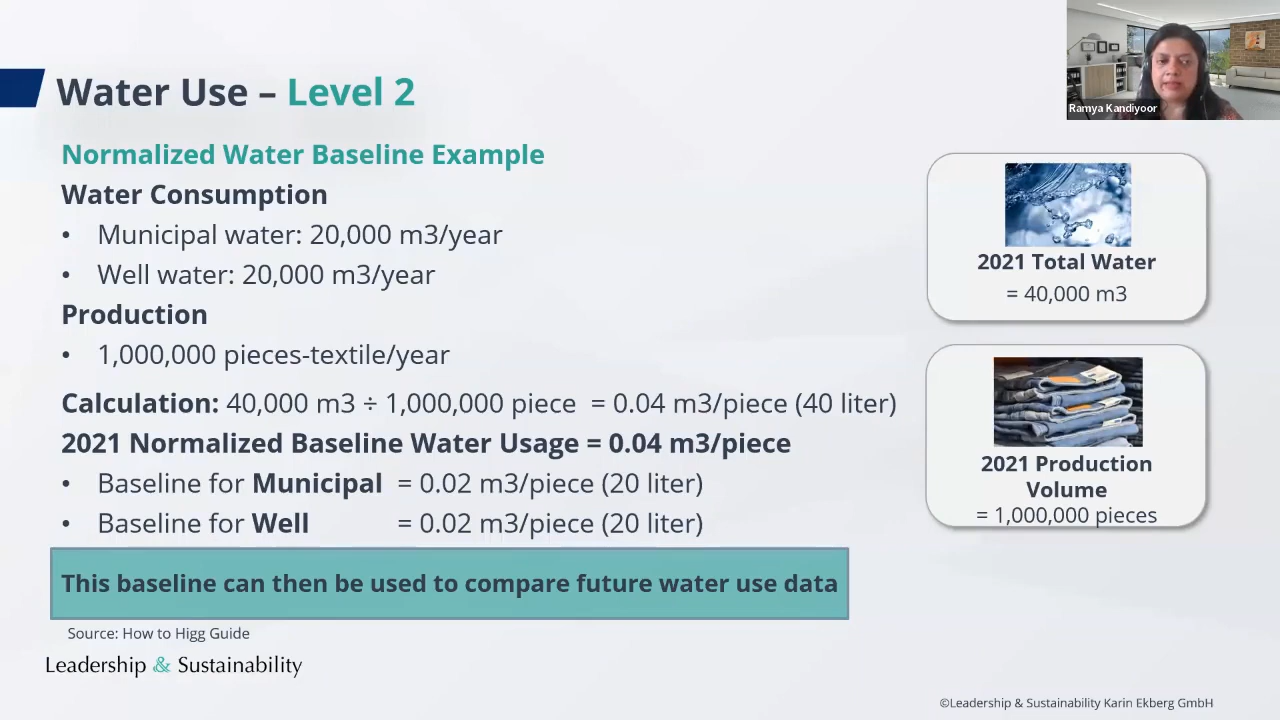 Water Use – Level 2
Ramya Kandiyoor
Normalized Water Baseline Example
Water Consumption
• Municipal water: 20,000 m3/year
• Well water: 20,000 m3/year
Production
• 1,000,000 pieces-textile/year
Calculation: 40,000 m3 ÷ 1,000,000 piece = 0.04 m3/piece (40 liter)
2021 Normalized Baseline Water Usage = 0.04 m3/piece
• Baseline for Municipal = 0.02 m3/piece (20 liter)
• Baseline for Well = 0.02 m3/piece (20 liter)
This baseline can then be used to compare future water use data
Source: How to Higg Guide
2021 Total Water
= 40,000 m3
2021 Production
Volume
= 1,000,000 pieces
Leadership & Sustainability
©Leadership & Sustainability Karin Ekberg GmbH